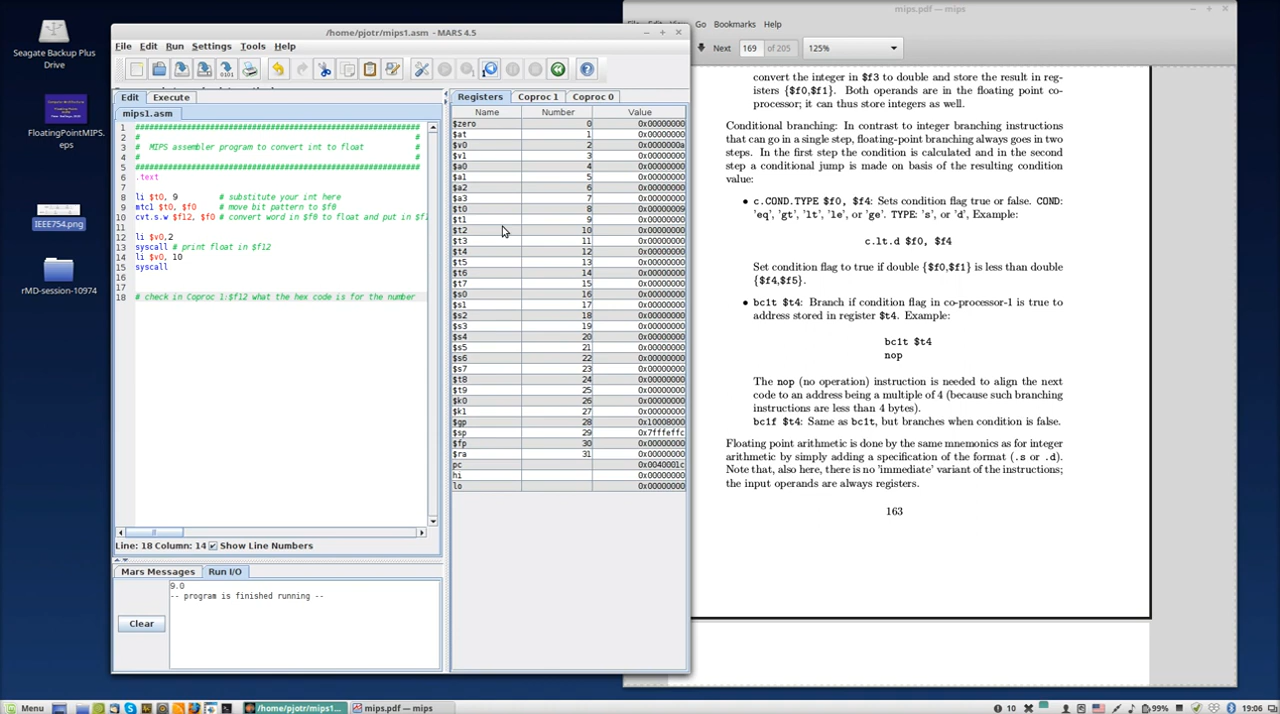 Seagate Backup Plus
Drive
FloatingPointMIPS.
eps
IEEE754.png
rMD-session-10974
/home/pjotr/mips1.asm - MARS 4.5
File Edit Run Settings Tools Help
Edit Execute
mips1.asm
1 ####################################################################
2 # #
3 # MIPS assembler program to convert int to float #
4 # #
5 ####################################################################
6 .text
7
8 li $t0, 9 # substitute your int here
9 mtc1 $t0, $f0 # move bit pattern to $f0
10 cvt.s.w $f12, $f0 # convert word in $f0 to float and put in $f1
11
12 li $v0,2
13 syscall # print float in $f12
14 li $v0, 10
15 syscall
16
17
18 # check in Coproc 1:$f12 what the hex code is for the number
Line: 18 Column: 14 Show Line Numbers
Mars Messages Run I/O
9.0
-- program is finished running --
Clear
Registers Coproc 1 Coproc 0
Name Number Value
$zero 0 0x00000000
$at 1 0x00000000
$v0 2 0x0000000a
$v1 3 0x00000000
$a0 4 0x00000000
$a1 5 0x00000000
$a2 6 0x00000000
$a3 7 0x00000000
$t0 8 0x00000009
$t1 9 0x00000000
$t2 10 0x00000000
$t3 11 0x00000000
$t4 12 0x00000000
$t5 13 0x00000000
$t6 14 0x00000000
$t7 15 0x00000000
$s0 16 0x00000000
$s1 17 0x00000000
$s2 18 0x00000000
$s3 19 0x00000000
$s4 20 0x00000000
$s5 21 0x00000000
$s6 22 0x00000000
$s7 23 0x00000000
$t8 24 0x00000000
$t9 25 0x00000000
$k0 26 0x00000000
$k1 27 0x00000000
$gp 28 0x10008000
$sp 29 0x7fffeffc
$fp 30 0x00000000
$ra 31 0x00000000
pc 0x0040001c
hi 0x00000000
lo 0x00000000
mips.pdf — mips
Go Bookmarks Help
Next 169 of 205 125%
convert the integer in $f3 to double and store the result in reg-
isters {$f0,$f1}. Both operands are in the floating point co-
processor; it can thus store integers as well.
Conditional branching: In contrast to integer branching instructions
that can go in a single step, floating-point branching always goes in two
steps. In the first step the condition is calculated and in the second
step a conditional jump is made on basis of the resulting condition
value:
• c.COND.TYPE $f0, $f4: Sets condition flag true or false. COND:
'eq', 'gt', 'lt', 'le', or 'ge'. TYPE: 's', or 'd', Example:
c.lt.d $f0, $f4
Set condition flag to true if double {$f0,$f1} is less than double
{$f4,$f5}.
• bc1t $t4: Branch if condition flag in co-processor-1 is true to
address stored in register $t4. Example:
bc1t $t4
nop
The nop (no operation) instruction is needed to align the next
code to an address being a multiple of 4 (because such branching
instructions are less than 4 bytes).
bc1f $t4: Same as bc1t, but branches when condition is false.
Floating point arithmetic is done by the same mnemonics as for integer
arithmetic by simply adding a specification of the format (.s or .d).
Note that, also here, there is no 'immediate' variant of the instructions;
the input operands are always registers.
163
Menu /home/pjotr/mips1... mips.pdf — mips 10 99% 19:06